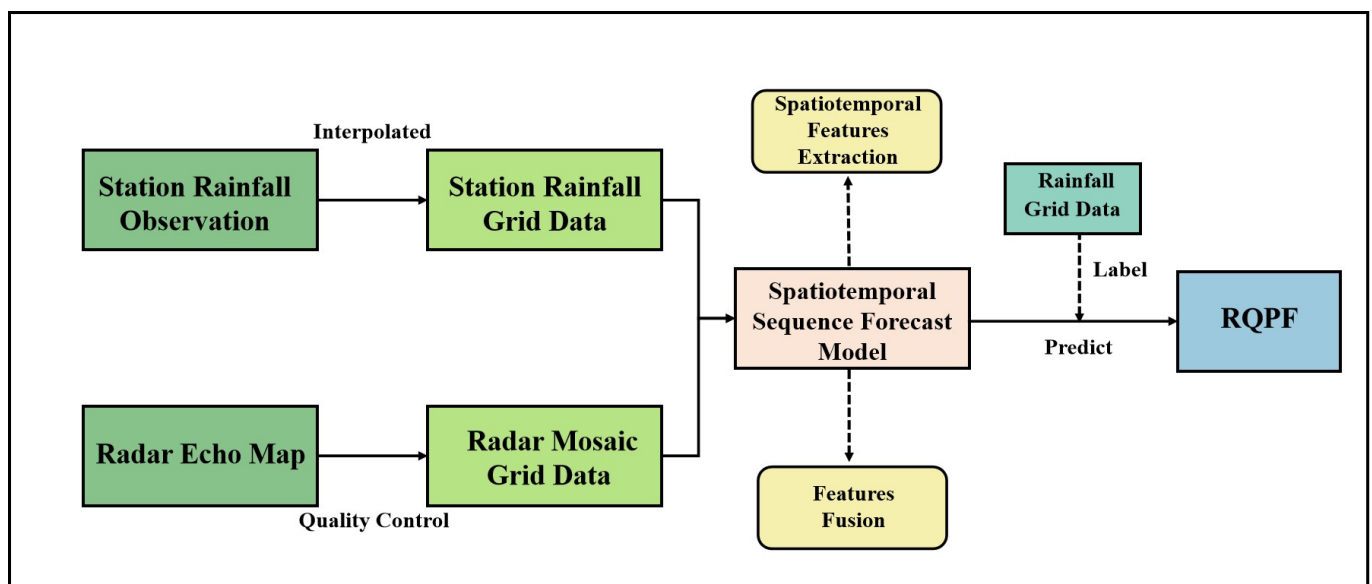 Interpolated
Station Rainfall
Observation
Station Rainfall
Grid Data
Radar Echo Map
Quality Control
Radar Mosaic
Grid Data
Spatiotemporal
Features
Extraction
Spatiotemporal
Sequence Forecast
Model
Features
Fusion
Rainfall
Grid Data
Label
Predict
RQPF